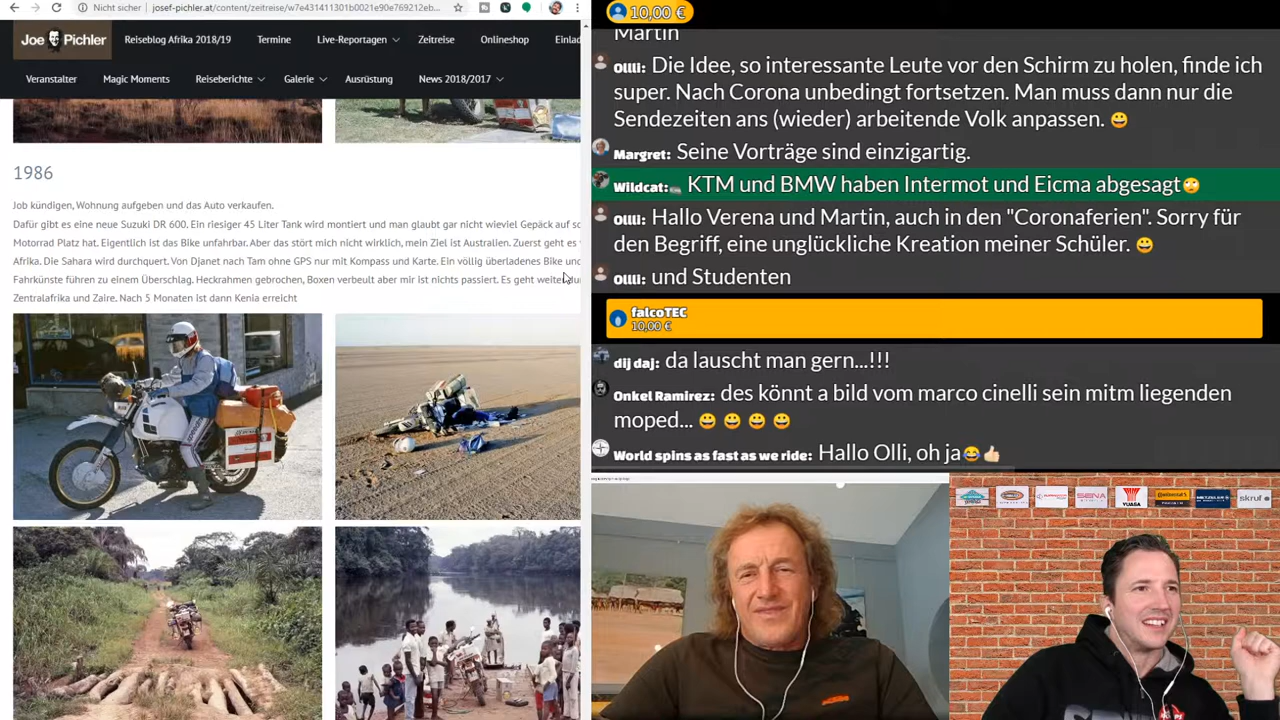 Nicht sicher
josef-pichler.at/content/zeitreise/w7e431411301b0021e90e769212eb...
Joe Pichler
Reiseblog Afrika 2018/19
Termine
Live-Reportagen
Zeitreise
Onlineshop
Einlad
Veranstalter
Magic Moments
Reiseberichte
Galerie
Ausrüstung
News 2018/2017
1986
Job kündigen, Wohnung aufgeben und das Auto verkaufen.
Dafür gibt es eine neue Suzuki DR 600. Ein riesiger 45 Liter Tank wird montiert und man glaubt gar nicht wieviel Gepäck auf so
Motorrad Platz hat. Eigentlich ist das Bike unfahrbar. Aber das stört mich nicht wirklich, mein Ziel ist Australien. Zuerst geht es
Afrika. Die Sahara wird durchquert. Von Djanet nach Tam ohne GPS nur mit Kompass und Karte. Ein völlig überladenes Bike und
Fahrkünste führen zu einem Überschlag. Heckrahmen gebrochen, Boxen verbeult aber mir ist nichts passiert. Es geht weiter du
Zentralafrika und Zaire. Nach 5 Monaten ist dann Kenia erreicht
10,00 €
Martin
Ollli: Die Idee, so interessante Leute vor den Schirm zu holen, finde ich
super. Nach Corona unbedingt fortsetzen. Man muss dann nur die
Sendezeiten ans (wieder) arbeitende Volk anpassen. 😀
Margret: Seine Vorträge sind einzigartig.
Wildcat: KTM und BMW haben Intermot und Eicma abgesagt🙄
Ollli: Hallo Verena und Martin, auch in den "Coronaferien". Sorry für
den Begriff, eine unglückliche Kreation meiner Schüler. 😀
Ollli: und Studenten
falcoTEC
10,00 €
dij daj: da lauscht man gern...!!!
Onkel Ramirez: des könnt a bild vom marco cinelli sein mitm liegenden
moped... 😀 😀 😀 😀
World spins as fast as we ride: Hallo Olli, oh ja😂👍🏻
SENA
YUASA
Continental
METZELER
skruf